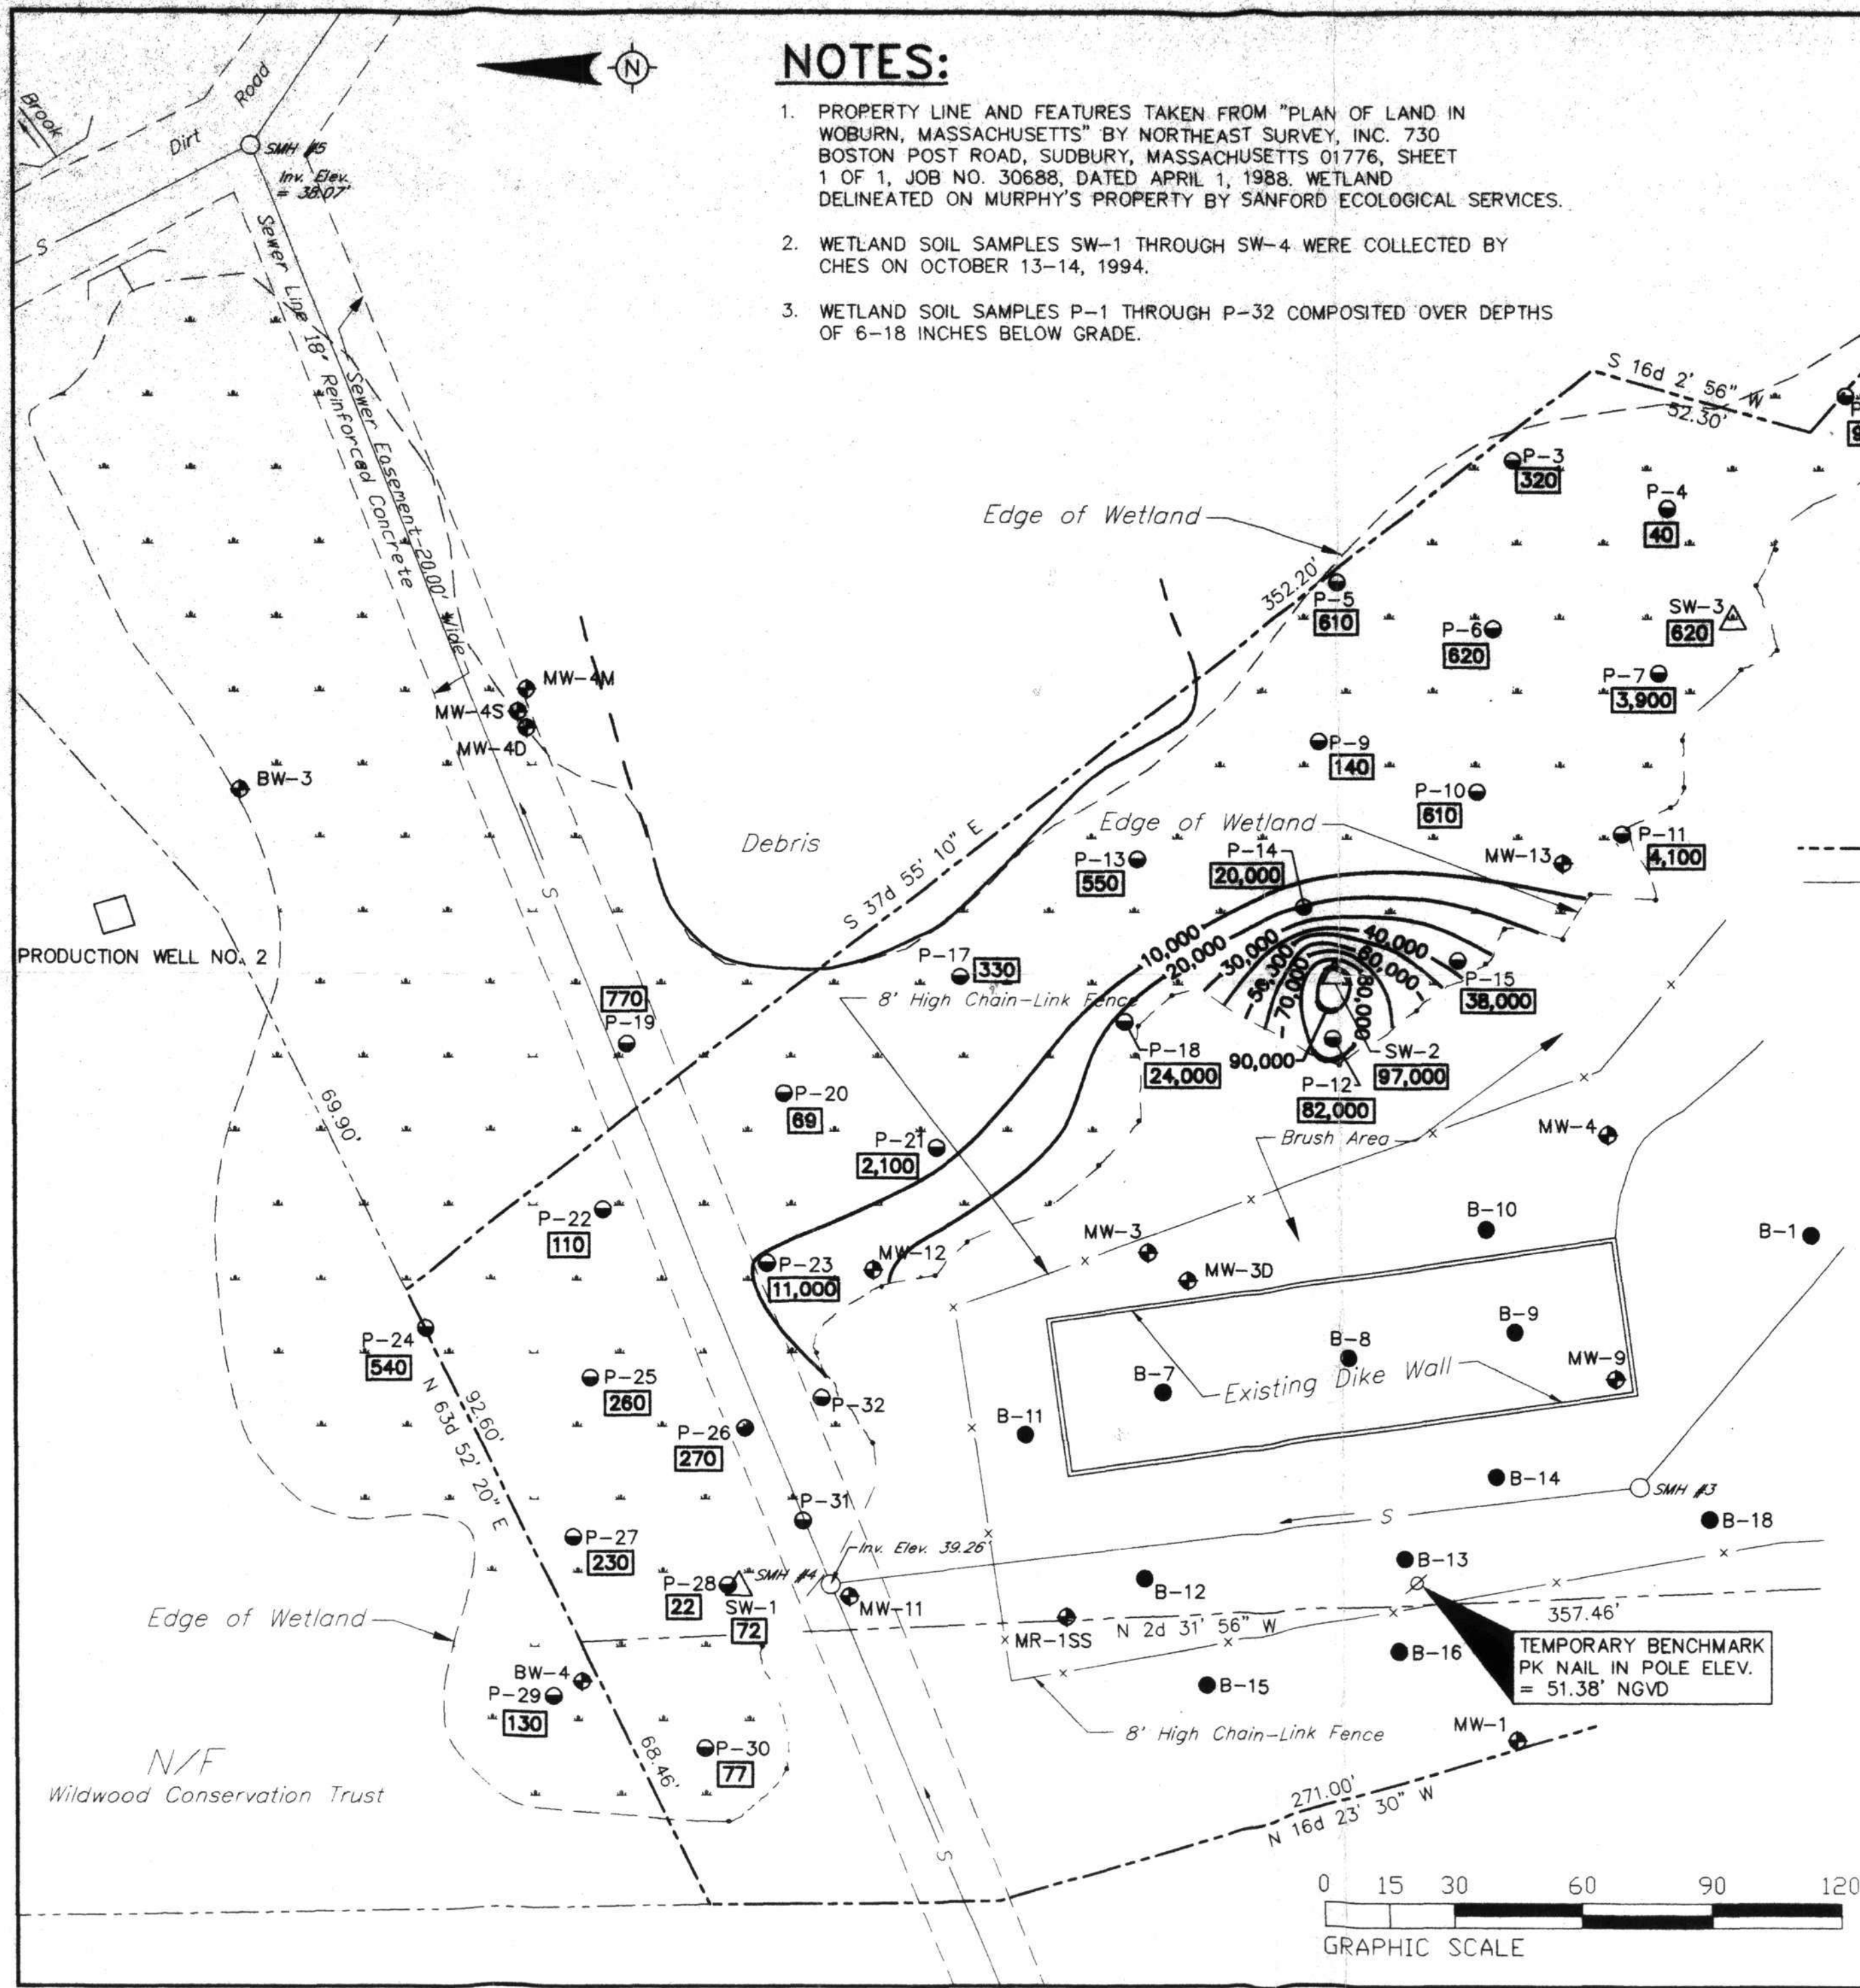 NOTES:
1. PROPERTY LINE AND FEATURES TAKEN FROM "PLAN OF LAND IN
WOBURN, MASSACHUSETTS" BY NORTHEAST SURVEY, INC. 730
BOSTON POST ROAD, SUDBURY, MASSACHUSETTS 01776, SHEET
1 OF 1, JOB NO. 30688, DATED APRIL 1, 1988. WETLAND
DELINEATED ON MURPHY'S PROPERTY BY SANFORD ECOLOGICAL SERVICES.
2. WETLAND SOIL SAMPLES SW-1 THROUGH SW-4 WERE COLLECTED BY
CHES ON OCTOBER 13-14, 1994.
3. WETLAND SOIL SAMPLES P-1 THROUGH P-32 COMPOSITED OVER DEPTHS
OF 6-18 INCHES BELOW GRADE.
N
Brook
Dirt
Road
SMH #5
Inv. Elev.
= 38.07'
S
Sewer Line 18" Reinforced Concrete
Sewer Easement-20.00' Wide
S 16d 2' 56" W
52.30'
P-3
320
P-4
40
Edge of Wetland
352.20'
P-5
610
P-6
620
SW-3
620
P-7
3,900
MW-4M
MW-4S
MW-4D
BW-3
P-9
140
P-10
610
Debris
S 37d 55' 10" E
Edge of Wetland
P-11
4,100
P-13
550
P-14
20,000
MW-13
PRODUCTION WELL NO. 2
S
P-17
330
10,000
20,000
30,000
40,000
50,000
60,000
70,000
80,000
90,000
P-15
38,000
770
P-19
8' High Chain-Link Fence
P-18
24,000
SW-2
97,000
P-12
82,000
69.90'
P-20
69
P-21
2,100
Brush Area
MW-4
P-22
110
MW-3
B-10
B-1
P-23
11,000
MW-12
MW-3D
P-24
540
B-9
B-8
MW-9
B-7
Existing Dike Wall
P-25
260
92.60'
N 63d 52' 20" E
P-32
P-26
270
B-11
B-14
SMH #3
P-31
S
B-18
P-27
230
Inv. Elev. 39.26'
B-13
P-28
22
SMH #4
SW-1
72
MW-11
B-12
Edge of Wetland
MR-1SS
N 2d 31' 56" W
357.46'
TEMPORARY BENCHMARK
PK NAIL IN POLE ELEV.
= 51.38' NGVD
B-16
BW-4
P-29
130
B-15
8' High Chain-Link Fence
MW-1
P-30
77
68.46'
N/F
Wildwood Conservation Trust
271.00'
N 16d 23' 30" W
S
0 15 30 60 90 120
GRAPHIC SCALE